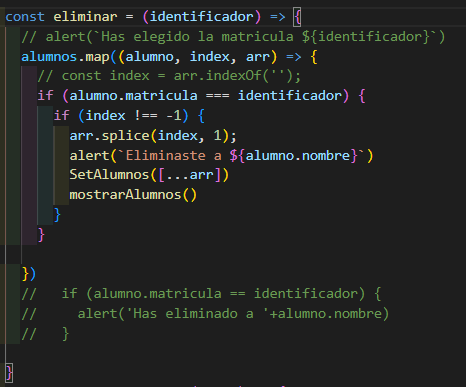 const eliminar = (identificador) => {
// alert(`Has elegido la matricula ${identificador}`)
alumnos.map((alumno, index, arr) => {
// const index = arr.indexOf('');
if (alumno.matricula === identificador) {
if (index !== -1) {
arr.splice(index, 1);
alert(`Eliminaste a ${alumno.nombre}`)
SetAlumnos([...arr])
mostrarAlumnos()
}
}
})
//   if (alumno.matricula == identificador) {
//     alert('Has eliminado a '+alumno.nombre)
//   }
}